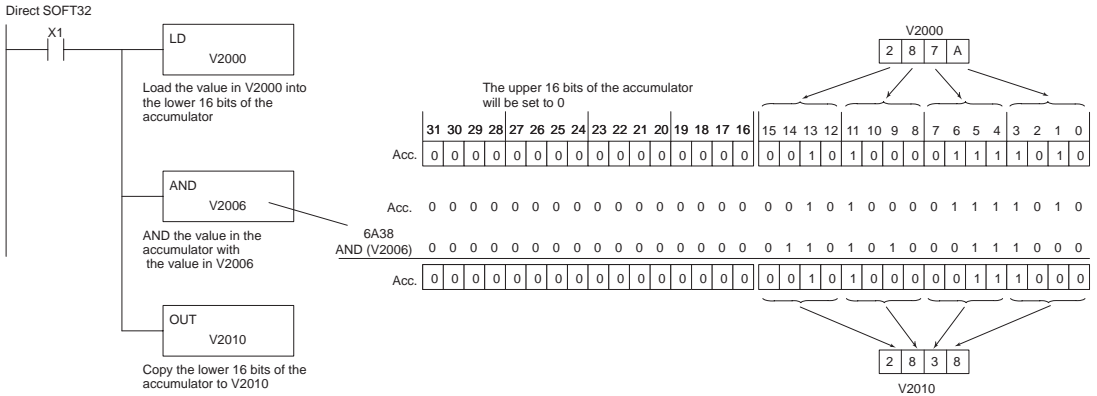 Direct SOFT32
X1
LD
V2000
Load the value in V2000 into
the lower 16 bits of the
accumulator
The upper 16 bits of the accumulator
will be set to 0
V2000
2 8 7 A
31 30 29 28 27 26 25 24 23 22 21 20 19 18 17 16 15 14 13 12 11 10 9 8 7 6 5 4 3 2 1 0
Acc. 0 0 0 0 0 0 0 0 0 0 0 0 0 0 0 0 0 0 1 0 1 0 0 0 0 1 1 1 1 0 1 0
AND
V2006
AND the value in the
accumulator with
the value in V2006
Acc. 0 0 0 0 0 0 0 0 0 0 0 0 0 0 0 0 0 0 1 0 1 0 0 0 0 1 1 1 1 0 1 0
6A38
AND (V2006) 0 0 0 0 0 0 0 0 0 0 0 0 0 0 0 0 0 1 1 0 1 0 1 0 0 0 1 1 1 0 0 0
Acc. 0 0 0 0 0 0 0 0 0 0 0 0 0 0 0 0 0 0 1 0 1 0 0 0 0 0 1 1 1 0 0 0
OUT
V2010
Copy the lower 16 bits of the
accumulator to V2010
2 8 3 8
V2010